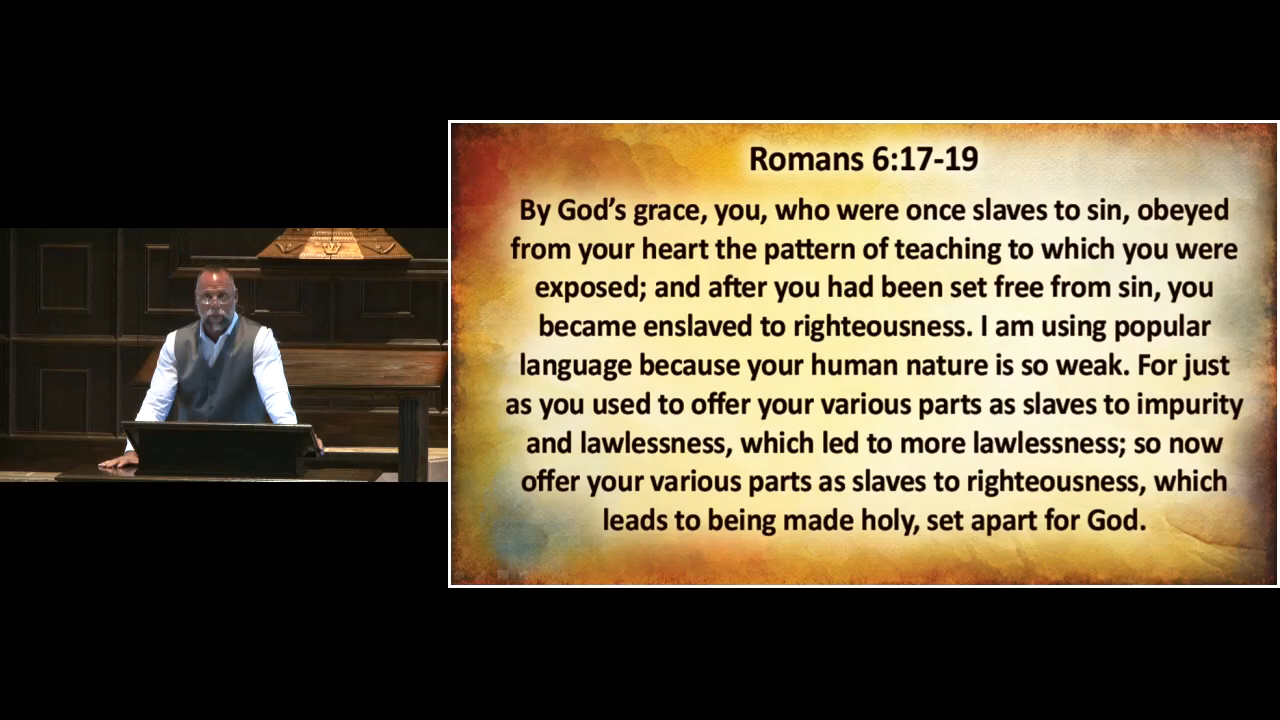 Romans 6:17-19
By God’s grace, you, who were once slaves to sin, obeyed
from your heart the pattern of teaching to which you were
exposed; and after you had been set free from sin, you
became enslaved to righteousness. I am using popular
language because your human nature is so weak. For just
as you used to offer your various parts as slaves to impurity
and lawlessness, which led to more lawlessness; so now
offer your various parts as slaves to righteousness, which
leads to being made holy, set apart for God.